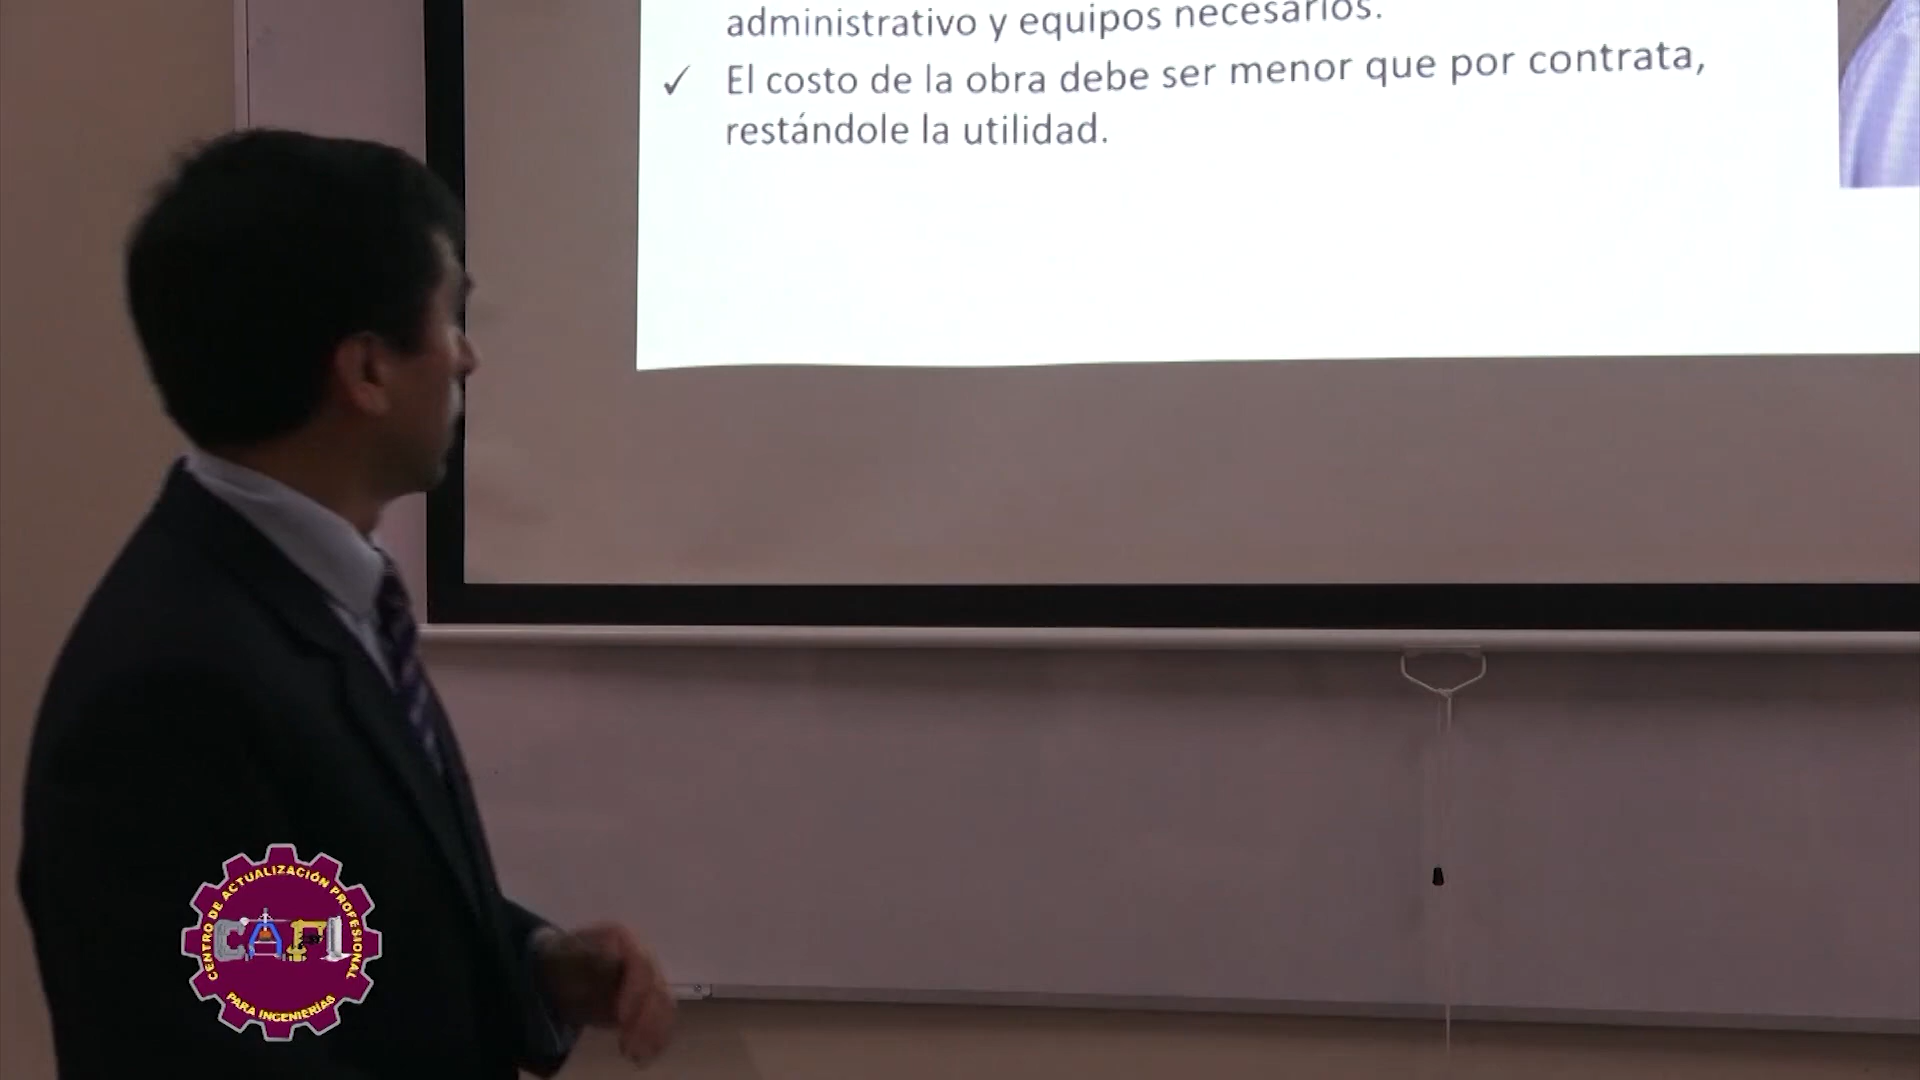 administrativo y equipos necesarios.
✓ El costo de la obra debe ser menor que por contrata,
restándole la utilidad.
CENTRO DE ACTUALIZACIÓN PROFESIONAL
CAPI
PARA INGENIERÍAS